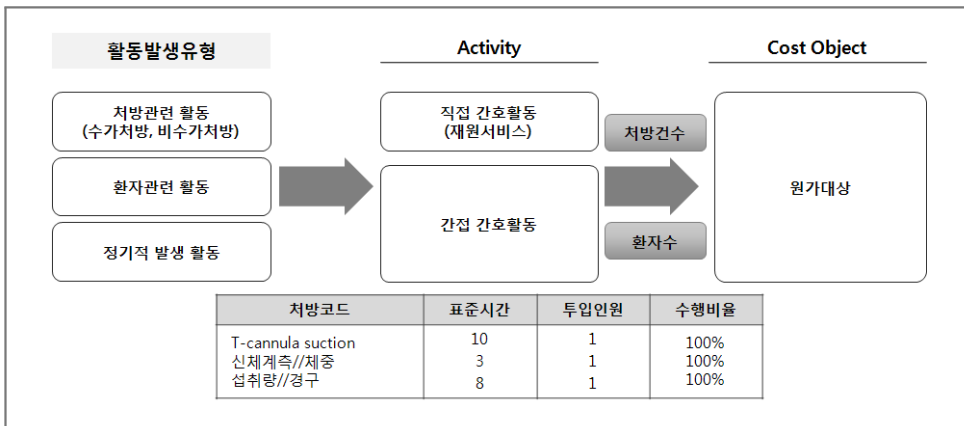 활동발생유형
Activity
Cost Object
처방관련 활동
(수가처방, 비수가처방)
환자관련 활동
정기적 발생 활동
직접 간호활동
(재원서비스)
간접 간호활동
처방건수
환자수
원가대상
처방코드 표준시간 투입인원 수행비율
T-cannula suction 10 1 100%
신체계측//체중 3 1 100%
섭취량//경구 8 1 100%